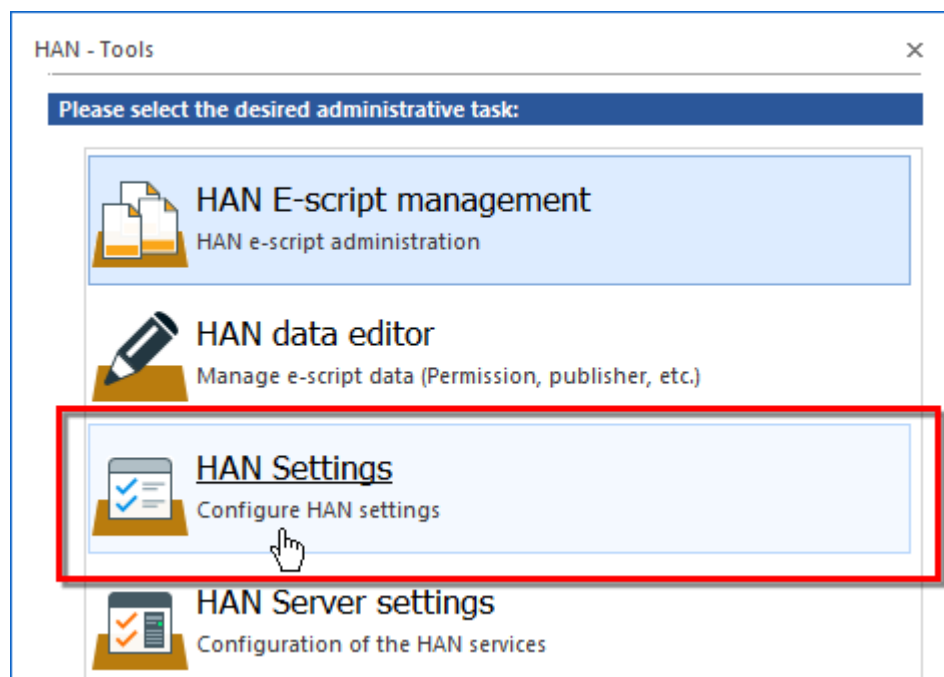 HAN - Tools
Please select the desired administrative task:
HAN E-script management
HAN e-script administration
HAN data editor
Manage e-script data (Permission, publisher, etc.)
HAN Settings
Configure HAN settings
HAN Server settings
Configuration of the HAN services